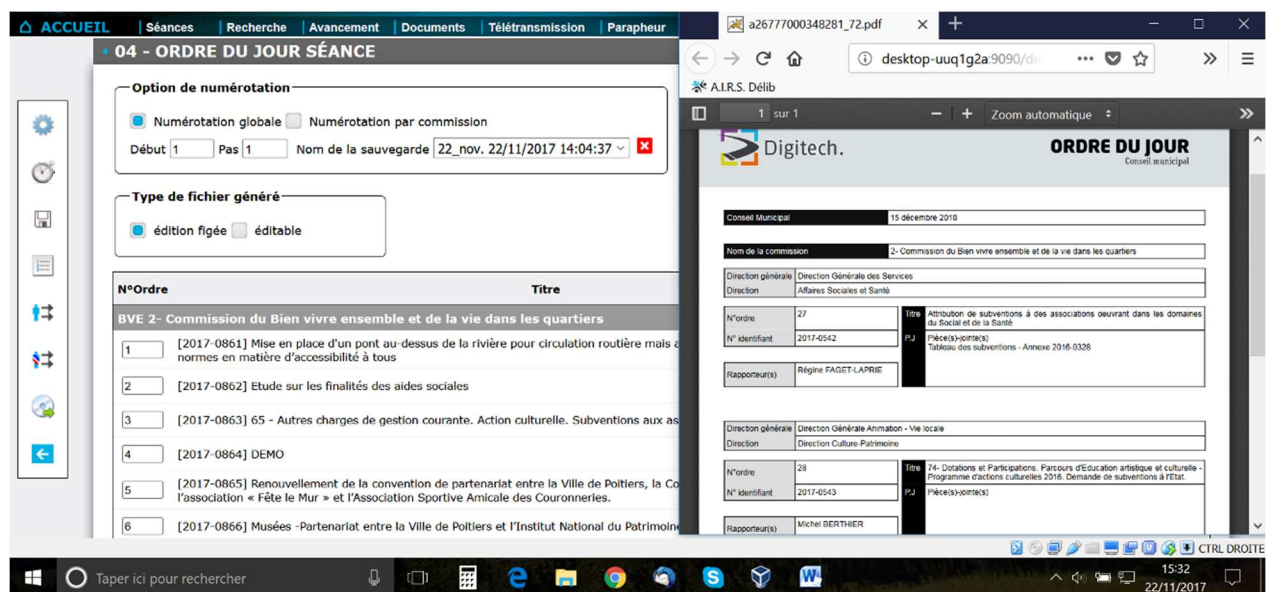 ACCUEIL
Séances
Recherche
Avancement
Documents
Télétransmission
Parapheur
04 - ORDRE DU JOUR SÉANCE
Option de numérotation
Numérotation globale Numérotation par commission
Début 1 Pas 1 Nom de la sauvegarde 22_nov. 22/11/2017 14:04:37
Type de fichier généré
édition figée éditable
N°Ordre Titre
BVE 2- Commission du Bien vivre ensemble et de la vie dans les quartiers
1 [2017-0861] Mise en place d'un pont au-dessus de la rivière pour circulation routière mais a
normes en matière d'accessibilité à tous
2 [2017-0862] Etude sur les finalités des aides sociales
3 [2017-0863] 65 - Autres charges de gestion courante. Action culturelle. Subventions aux as
4 [2017-0864] DEMO
5 [2017-0865] Renouvellement de la convention de partenariat entre la Ville de Poitiers, la Co
l'association « Fête le Mur » et l'Association Sportive Amicale des Couronneries.
6 [2017-0866] Musées -Partenariat entre la Ville de Poitiers et l'Institut National du Patrimoine
a26777000348281_72.pdf
desktop-uuq1g2a:9090/de
A.I.R.S. Délib
1 sur 1 Zoom automatique
Digitech.
ORDRE DU JOUR
Conseil municipal
Conseil Municipal 15 décembre 2018
Nom de la commission 2- Commission du Bien vivre ensemble et de la vie dans les quartiers
Direction générale Direction Générale des Services
Direction Affaires Sociales et Santé
N°ordre 27 Titre Attribution de subventions à des associations oeuvrant dans les domaines
du Social et de la Santé
N° identifiant 2017-0542 P.J Pièce(s)-jointe(s)
Tableau des subventions - Annexe 2016-0328
Rapporteur(s) Régine FAGET-LAPRIE
Direction générale Direction Générale Animation - Vie locale
Direction Direction Culture-Patrimoine
N°ordre 28 Titre 74- Dotations et Participations. Parcours d'Education artistique et culturelle -
Programme d'actions culturelles 2016. Demande de subventions à l'Etat.
N° identifiant 2017-0543 P.J Pièce(s)-jointe(s)
Rapporteur(s) Michel BERTHIER
CTRL DROITE
Taper ici pour rechercher
15:32
22/11/2017